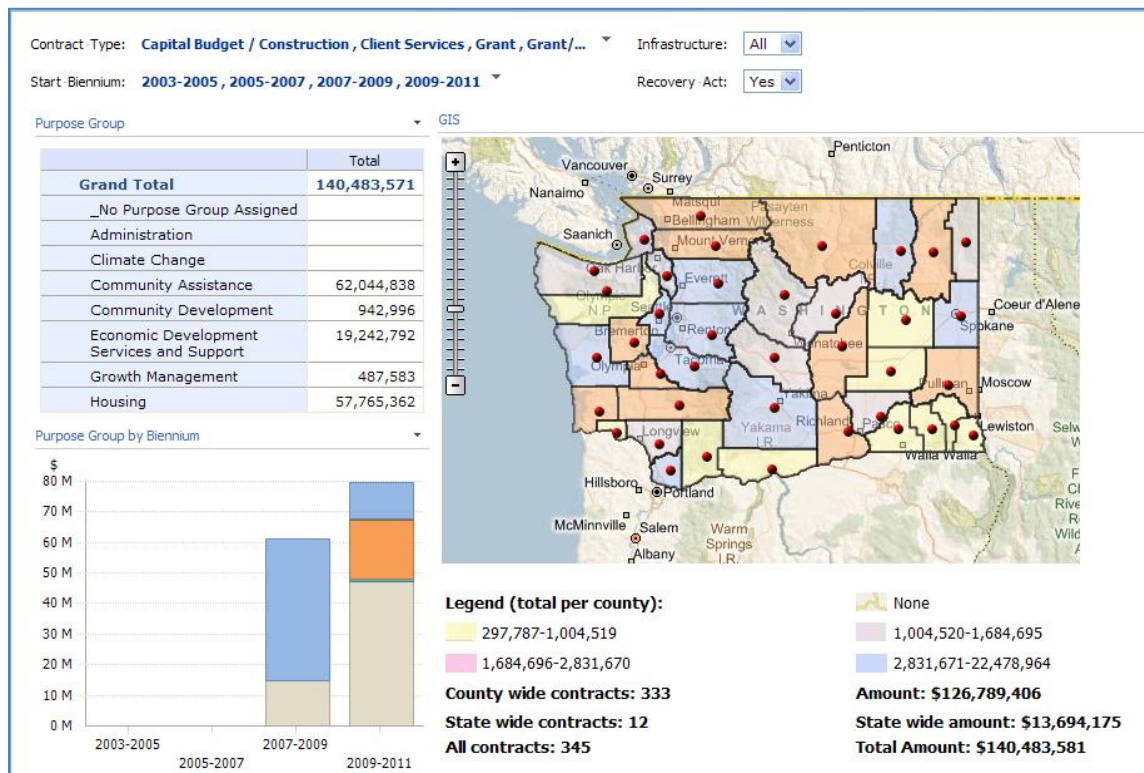 Contract Type: Capital Budget / Construction , Client Services , Grant , Grant/... Infrastructure: All
Start Biennium: 2003-2005 , 2005-2007 , 2007-2009 , 2009-2011 Recovery Act: Yes
Purpose Group
Total
Grand Total 140,483,571
_No Purpose Group Assigned
Administration
Climate Change
Community Assistance 62,044,838
Community Development 942,996
Economic Development 19,242,792
Services and Support
Growth Management 487,583
Housing 57,765,362
Purpose Group by Biennium
$
80 M
70 M
60 M
50 M
40 M
30 M
20 M
10 M
0 M
2003-2005
2005-2007
2007-2009
2009-2011
GIS
+
-
Penticton
Vancouver
Surrey
Nanaimo
Matsqui
Bellingham
Pasayten
Wilderness
Saanich
Mount Vernon
Oak Harbor
Colville
Everett
Olympic
N.P.
Seattle
WASHINGTON
Coeur d'Alene
Spokane
Bremerton
Renton
Wenatchee
Tacoma
Olympia
Pullman
Moscow
Yakima
Richland
Pasco
Lewiston
Longview
Yakama
I.R.
Walla Walla
Hillsboro
Portland
McMinnville
Salem
Warm
Springs
I.R.
Albany
Legend (total per county):
None
297,787-1,004,519
1,004,520-1,684,695
1,684,696-2,831,670
2,831,671-22,478,964
County wide contracts: 333
Amount: $126,789,406
State wide contracts: 12
State wide amount: $13,694,175
All contracts: 345
Total Amount: $140,483,581